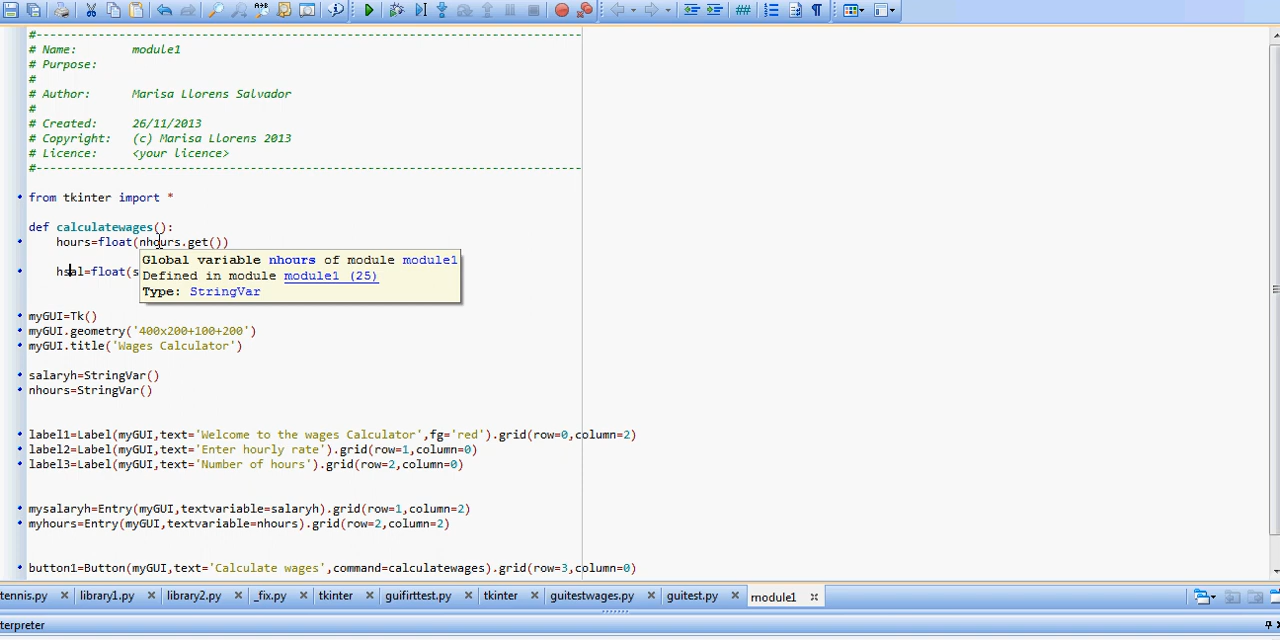 #--------------------------------------------------------------------------------
# Name:        module1
# Purpose:
#
# Author:      Marisa Llorens Salvador
#
# Created:     26/11/2013
# Copyright:   (c) Marisa Llorens 2013
# Licence:     <your licence>
#--------------------------------------------------------------------------------
from tkinter import *
def calculatewages():
    hours=float(nhours.get())
Global variable nhours of module module1
    hsal=float(s
Defined in module module1 (25)
Type: StringVar
myGUI=Tk()
myGUI.geometry('400x200+100+200')
myGUI.title('Wages Calculator')
salaryh=StringVar()
nhours=StringVar()
label1=Label(myGUI,text='Welcome to the wages Calculator',fg='red').grid(row=0,column=2)
label2=Label(myGUI,text='Enter hourly rate').grid(row=1,column=0)
label3=Label(myGUI,text='Number of hours').grid(row=2,column=0)
mysalaryh=Entry(myGUI,textvariable=salaryh).grid(row=1,column=2)
myhours=Entry(myGUI,textvariable=nhours).grid(row=2,column=2)
button1=Button(myGUI,text='Calculate wages',command=calculatewages).grid(row=3,column=0)
tennis.py library1.py library2.py _fix.py tkinter guifirttest.py tkinter guitestwages.py guitest.py module1
terpreter